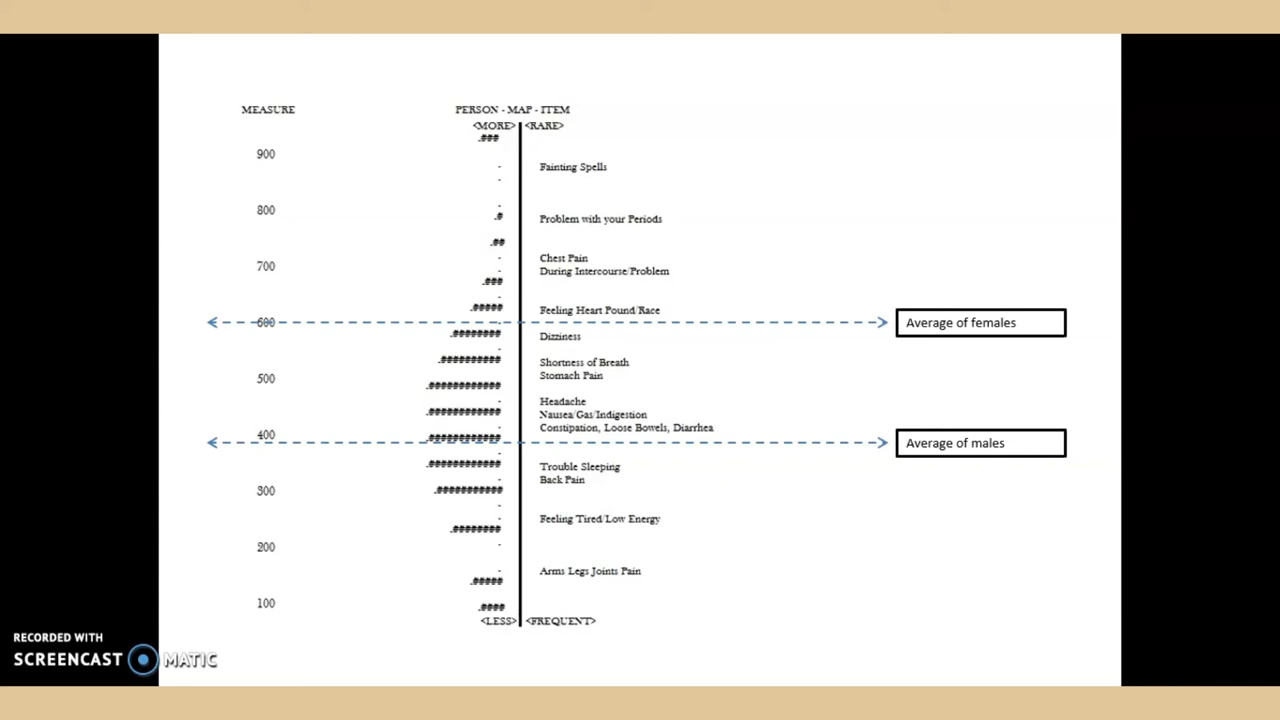 MEASURE PERSON - MAP - ITEM
<MORE> <RARE>
.###
900
. Fainting Spells
.
.
800
.# Problem with your Periods
.##
. Chest Pain
700
. During Intercourse/Problem
.###
.
.##### Feeling Heart Pound/Race
600 . Average of females
.######## Dizziness
.
.########## Shortness of Breath
. Stomach Pain
500
.############
. Headache
.############ Nausea/Gas/Indigestion
. Constipation, Loose Bowels, Diarrhea
400
.############ Average of males
.
.############ Trouble Sleeping
. Back Pain
300 .###########
.
. Feeling Tired/Low Energy
.########
.
200
. Arms Legs Joints Pain
.#####
100
.####
<LESS> <FREQUENT>
RECORDED WITH
SCREENCAST MATIC